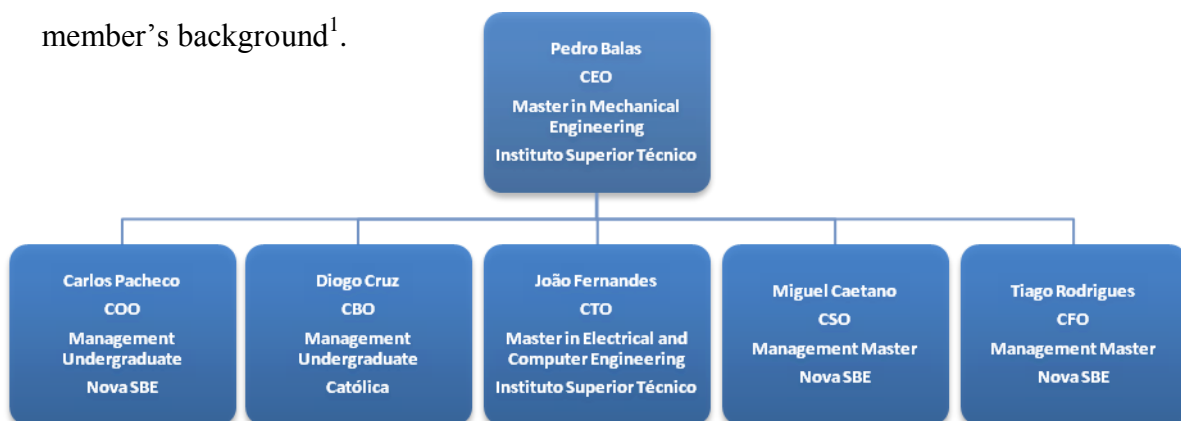 member’s background¹.
Pedro Balas
CEO
Master in Mechanical
Engineering
Instituto Superior Técnico
Carlos Pacheco
COO
Management
Undergraduate
Nova SBE
Diogo Cruz
CBO
Management
Undergraduate
Católica
João Fernandes
CTO
Master in Electrical and
Computer Engineering
Instituto Superior Técnico
Miguel Caetano
CSO
Management Master
Nova SBE
Tiago Rodrigues
CFO
Management Master
Nova SBE